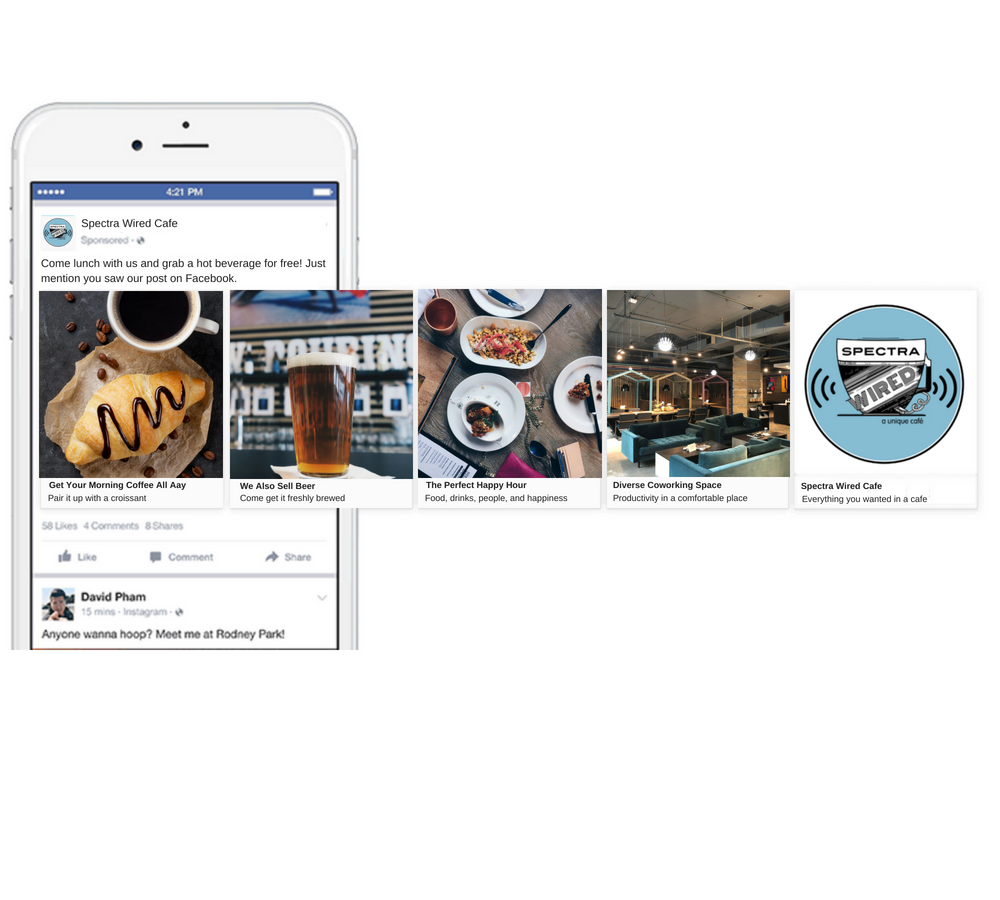 4:21 PM
Spectra Wired Cafe
Sponsored ·
Come lunch with us and grab a hot beverage for free! Just
mention you saw our post on Facebook.
SPECTRA
WIRED
a unique café
Get Your Morning Coffee All Aay
Pair it up with a croissant
We Also Sell Beer
Come get it freshly brewed
The Perfect Happy Hour
Food, drinks, people, and happiness
Diverse Coworking Space
Productivity in a comfortable place
Spectra Wired Cafe
Everything you wanted in a cafe
58 Likes 4 Comments 8 Shares
Like Comment Share
David Pham
15 mins · Instagram ·
Anyone wanna hoop? Meet me at Rodney Park!